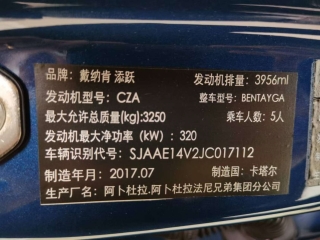 品牌：戴纳肯 添跃 发动机排量：3956ml
发动机型号：CZA 整车型号：BENTAYGA
最大允许总质量(kg):3250 乘车人数：5人
发动机最大净功率（kW）：320
车辆识别代号：SJAAE14V2JC017112
制造年月：2017.07 制造国：卡塔尔
生产厂名：阿卜杜拉.阿卜杜拉法尼兄弟集团分公司